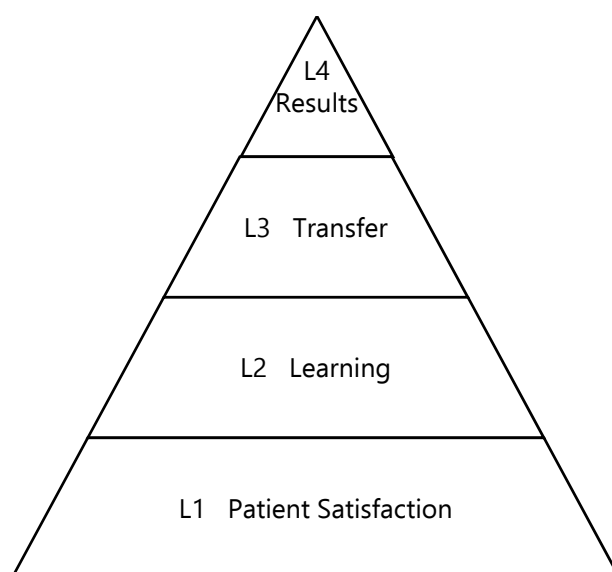 L4
Results
L3 Transfer
L2 Learning
L1 Patient Satisfaction